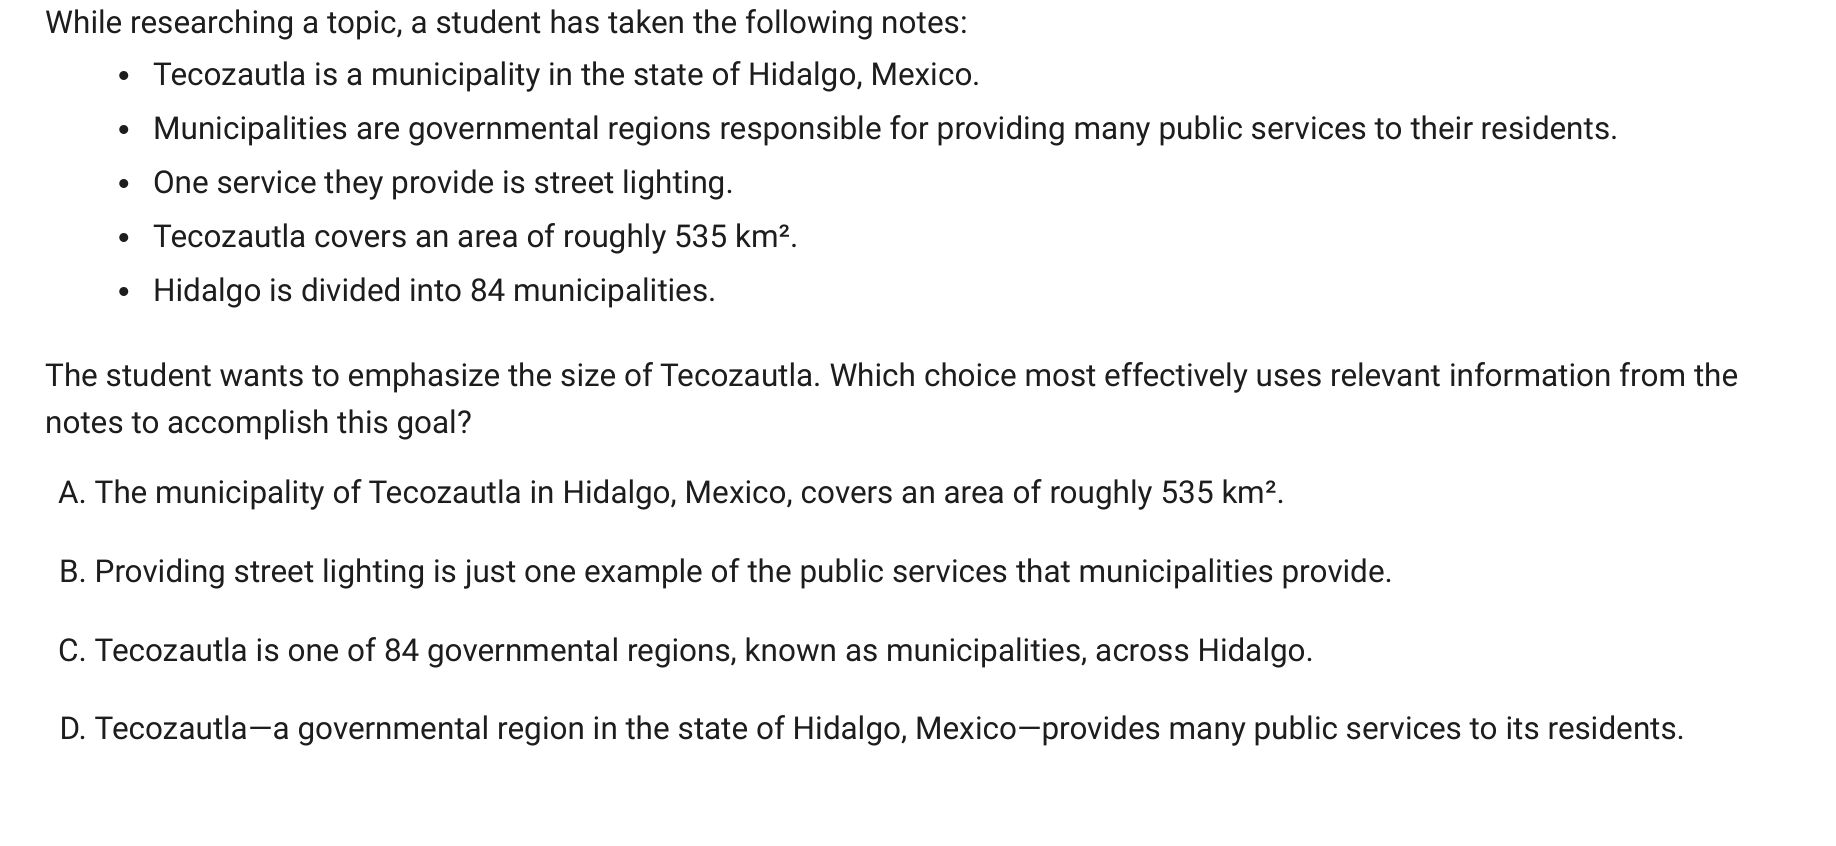 While researching a topic, a student has taken the following notes:
• Tecozautla is a municipality in the state of Hidalgo, Mexico.
• Municipalities are governmental regions responsible for providing many public services to their residents.
• One service they provide is street lighting.
• Tecozautla covers an area of roughly 535 km².
• Hidalgo is divided into 84 municipalities.
The student wants to emphasize the size of Tecozautla. Which choice most effectively uses relevant information from the
notes to accomplish this goal?
A. The municipality of Tecozautla in Hidalgo, Mexico, covers an area of roughly 535 km².
B. Providing street lighting is just one example of the public services that municipalities provide.
C. Tecozautla is one of 84 governmental regions, known as municipalities, across Hidalgo.
D. Tecozautla—a governmental region in the state of Hidalgo, Mexico—provides many public services to its residents.